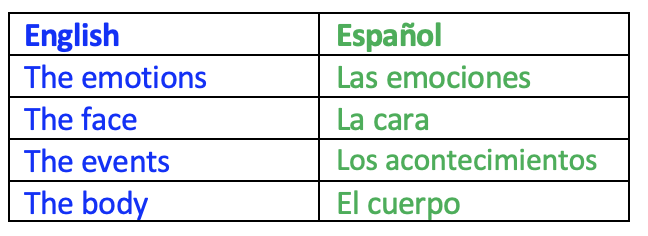 English Español
The emotions Las emociones
The face La cara
The events Los acontecimientos
The body El cuerpo